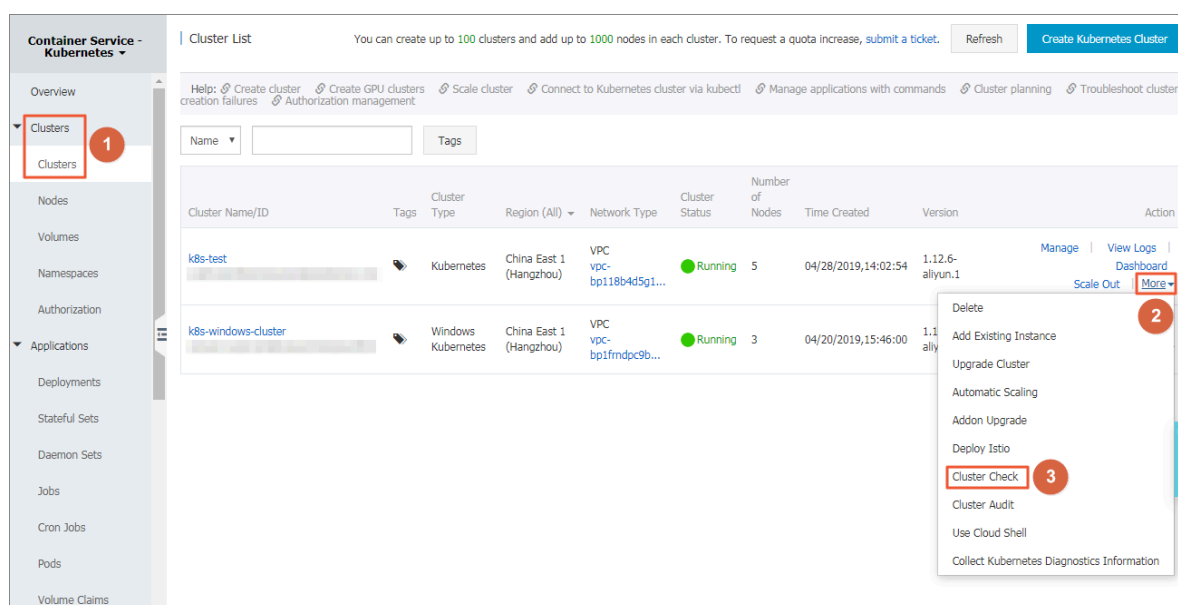 Container Service -
Kubernetes
Cluster List
You can create up to 100 clusters and add up to 1000 nodes in each cluster. To request a quota increase, submit a ticket.
Refresh
Create Kubernetes Cluster
Overview
Clusters
1
Clusters
Nodes
Volumes
Namespaces
Authorization
Applications
Deployments
Stateful Sets
Daemon Sets
Jobs
Cron Jobs
Pods
Volume Claims
Help: Create cluster Create GPU clusters Scale cluster Connect to Kubernetes cluster via kubectl Manage applications with commands Cluster planning Troubleshoot cluster
creation failures Authorization management
Name
Tags
Cluster Name/ID
Tags
Cluster
Type
Region (All)
Network Type
Cluster
Status
Number
of
Nodes
Time Created
Version
Action
k8s-test
Kubernetes
China East 1
(Hangzhou)
VPC
vpc-
bp118b4d5g1...
Running
5
04/28/2019,14:02:54
1.12.6-
aliyun.1
Manage
View Logs
Dashboard
Scale Out
More
2
k8s-windows-cluster
Windows
Kubernetes
China East 1
(Hangzhou)
VPC
vpc-
bp1frndpc9b...
Running
3
04/20/2019,15:46:00
Delete
Add Existing Instance
Upgrade Cluster
Automatic Scaling
Addon Upgrade
Deploy Istio
Cluster Check
3
Cluster Audit
Use Cloud Shell
Collect Kubernetes Diagnostics Information